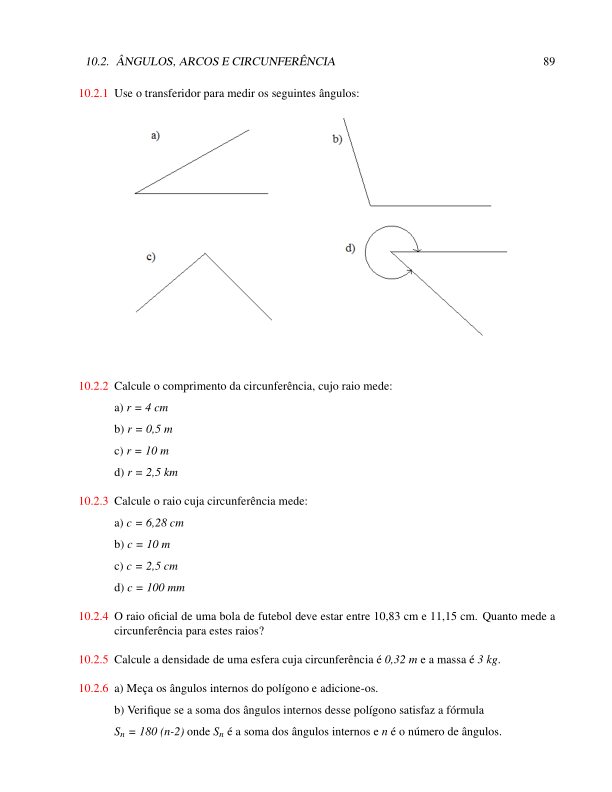 10.2. ÂNGULOS, ARCOS E CIRCUNFERÊNCIA 89
10.2.1 Use o transferidor para medir os seguintes ângulos:
a)
b)
c)
d)
10.2.2 Calcule o comprimento da circunferência, cujo raio mede:
a) r = 4 cm
b) r = 0,5 m
c) r = 10 m
d) r = 2,5 km
10.2.3 Calcule o raio cuja circunferência mede:
a) c = 6,28 cm
b) c = 10 m
c) c = 2,5 cm
d) c = 100 mm
10.2.4 O raio oficial de uma bola de futebol deve estar entre 10,83 cm e 11,15 cm. Quanto mede a
circunferência para estes raios?
10.2.5 Calcule a densidade de uma esfera cuja circunferência é 0,32 m e a massa é 3 kg.
10.2.6 a) Meça os ângulos internos do polígono e adicione-os.
b) Verifique se a soma dos ângulos internos desse polígono satisfaz a fórmula
Sₙ = 180 (n-2) onde Sₙ é a soma dos ângulos internos e n é o número de ângulos.